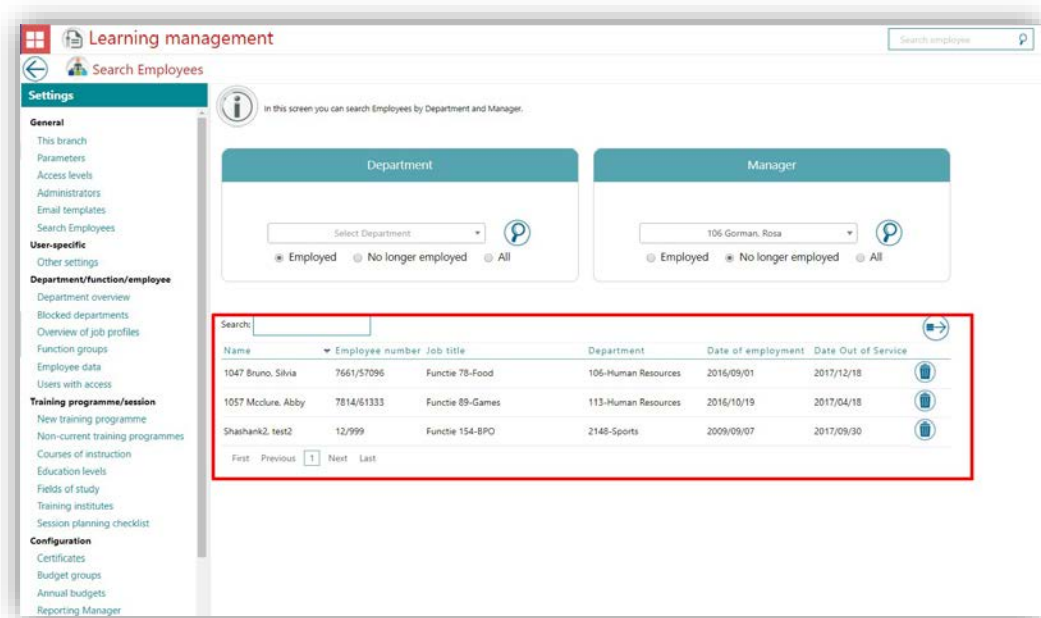 Learning management
Search employee
Search Employees
Settings
General
This branch
Parameters
Access levels
Administrators
Email templates
Search Employees
User-specific
Other settings
Department/function/employee
Department overview
Blocked departments
Overview of job profiles
Function groups
Employee data
Users with access
Training programme/session
New training programme
Non-current training programmes
Courses of instruction
Education levels
Fields of study
Training institutes
Session planning checklist
Configuration
Certificates
Budget groups
Annual budgets
Reporting Manager
In this screen you can search Employees by Department and Manager.
Department
Select Department
Employed No longer employed All
Manager
106 Gorman, Rosa
Employed No longer employed All
Search:
Name Employee number Job title Department Date of employment Date Out of Service
1047 Bruno, Silvia 7661/57096 Functie 78-Food 106-Human Resources 2016/09/01 2017/12/18
1057 Mcclure, Abby 7814/61333 Functie 89-Games 113-Human Resources 2016/10/19 2017/04/18
Shashank2, test2 12/999 Functie 154-BPO 2148-Sports 2009/09/07 2017/09/30
First Previous 1 Next Last